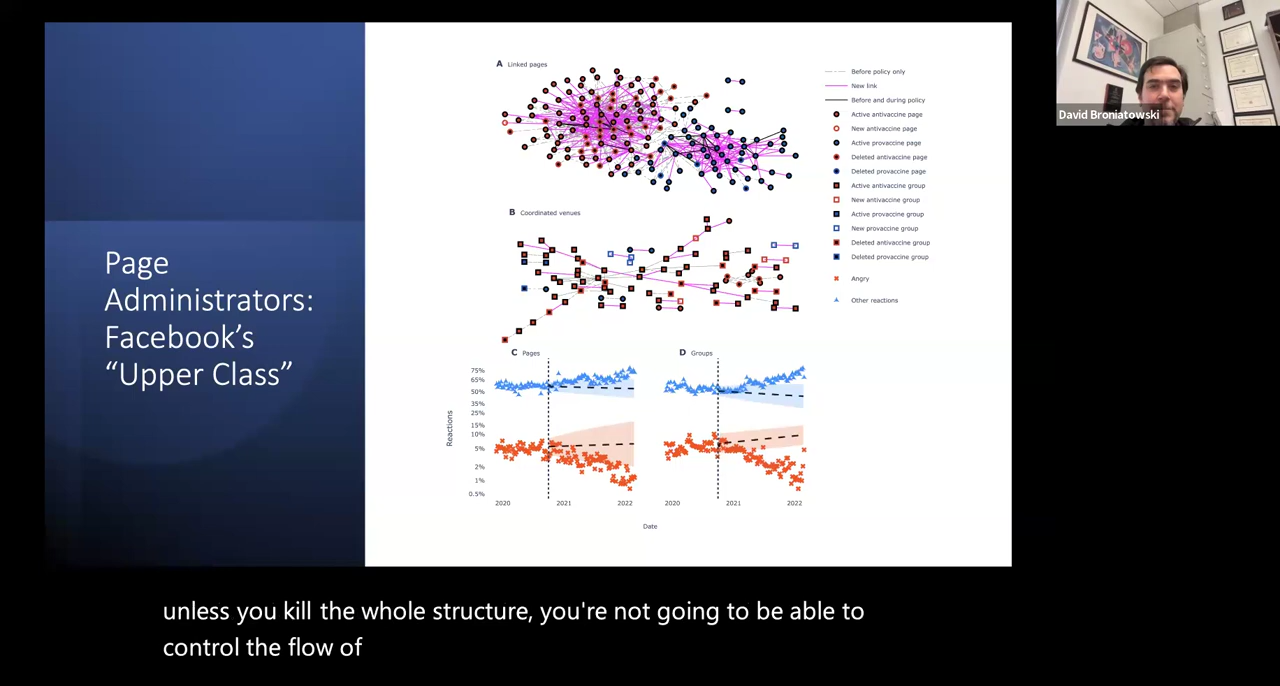 Page
Administrators:
Facebook's
"Upper Class"
A Linked pages
B Coordinated venues
C Pages
D Groups
Before policy only
New link
Before and during policy
Active antivaccine page
New antivaccine page
Active provaccine page
Deleted antivaccine page
Deleted provaccine page
Active antivaccine group
New antivaccine group
Active provaccine group
New provaccine group
Deleted antivaccine group
Deleted provaccine group
Angry
Other reactions
Reactions
75%
65%
50%
35%
25%
15%
10%
5%
2%
1%
0.5%
2020 2021 2022 2020 2021 2022
Date
David Broniatowski
unless you kill the whole structure, you're not going to be able to
control the flow of